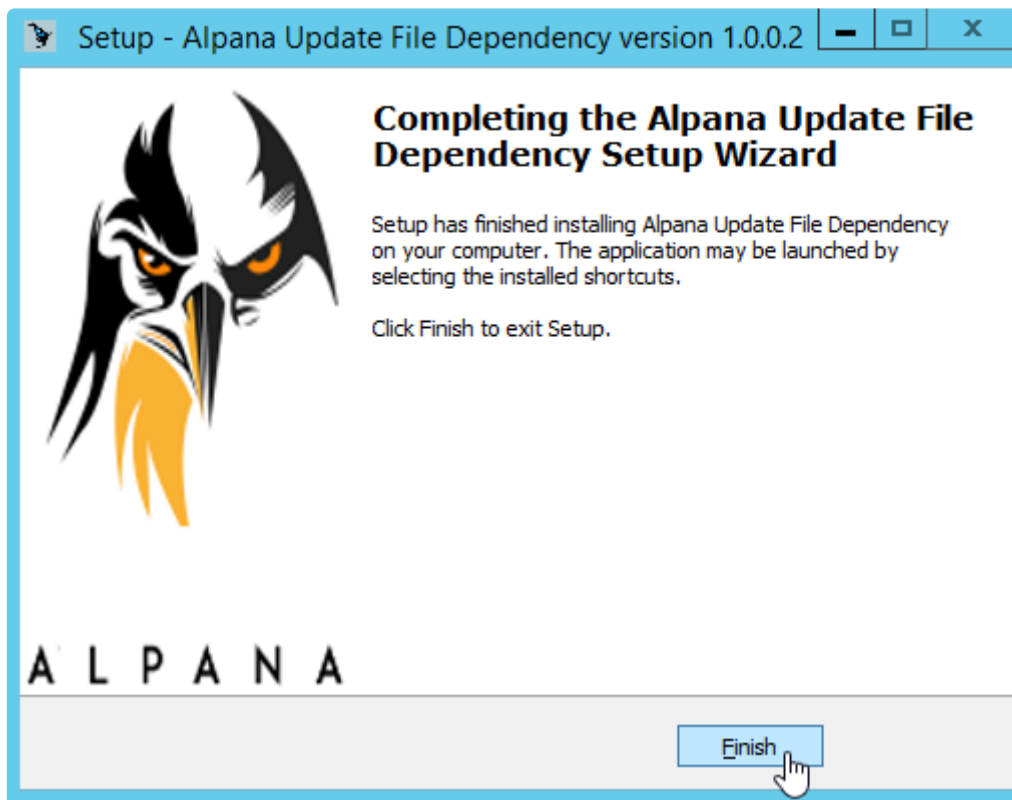 Setup - Alpana Update File Dependency version 1.0.0.2
Completing the Alpana Update File
Dependency Setup Wizard
Setup has finished installing Alpana Update File Dependency
on your computer. The application may be launched by
selecting the installed shortcuts.
Click Finish to exit Setup.
ALPANA
Finish